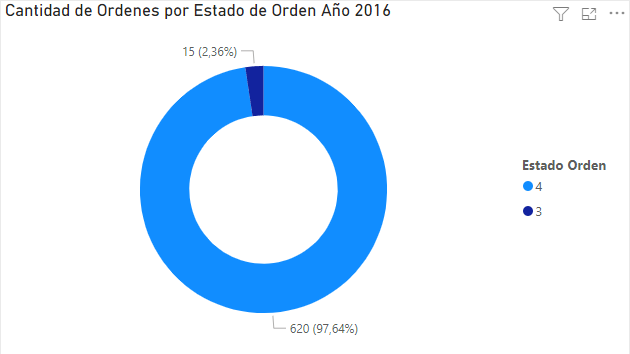 Cantidad de Ordenes por Estado de Orden Año 2016
15 (2,36%)
Estado Orden
4
3
620 (97,64%)